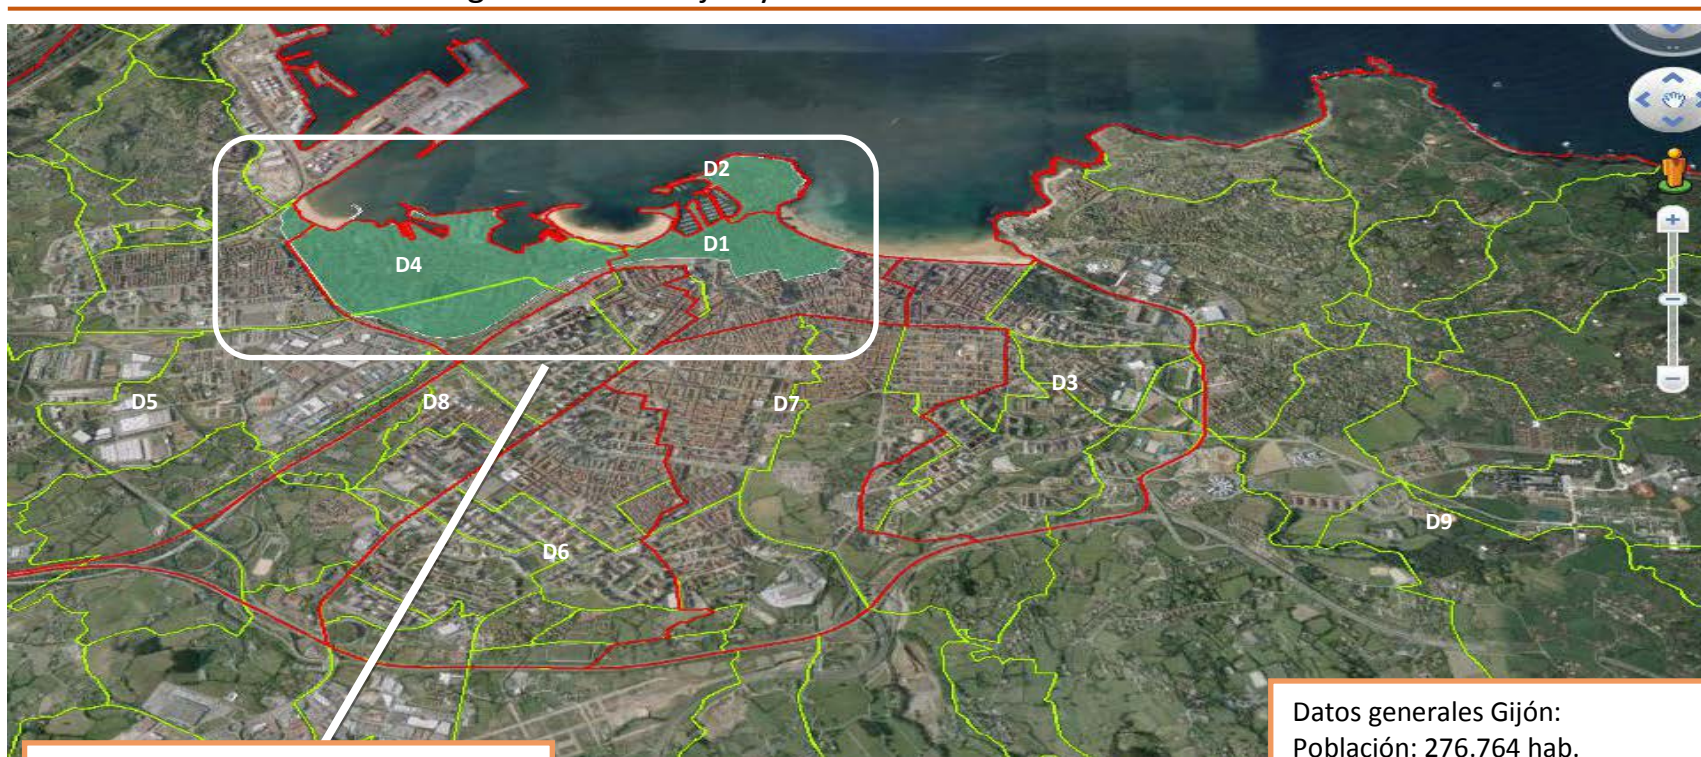 D2
D1
D4
D3
D5
D8
D7
D9
D6
Datos generales Gijón:
Población: 276.764 hab.